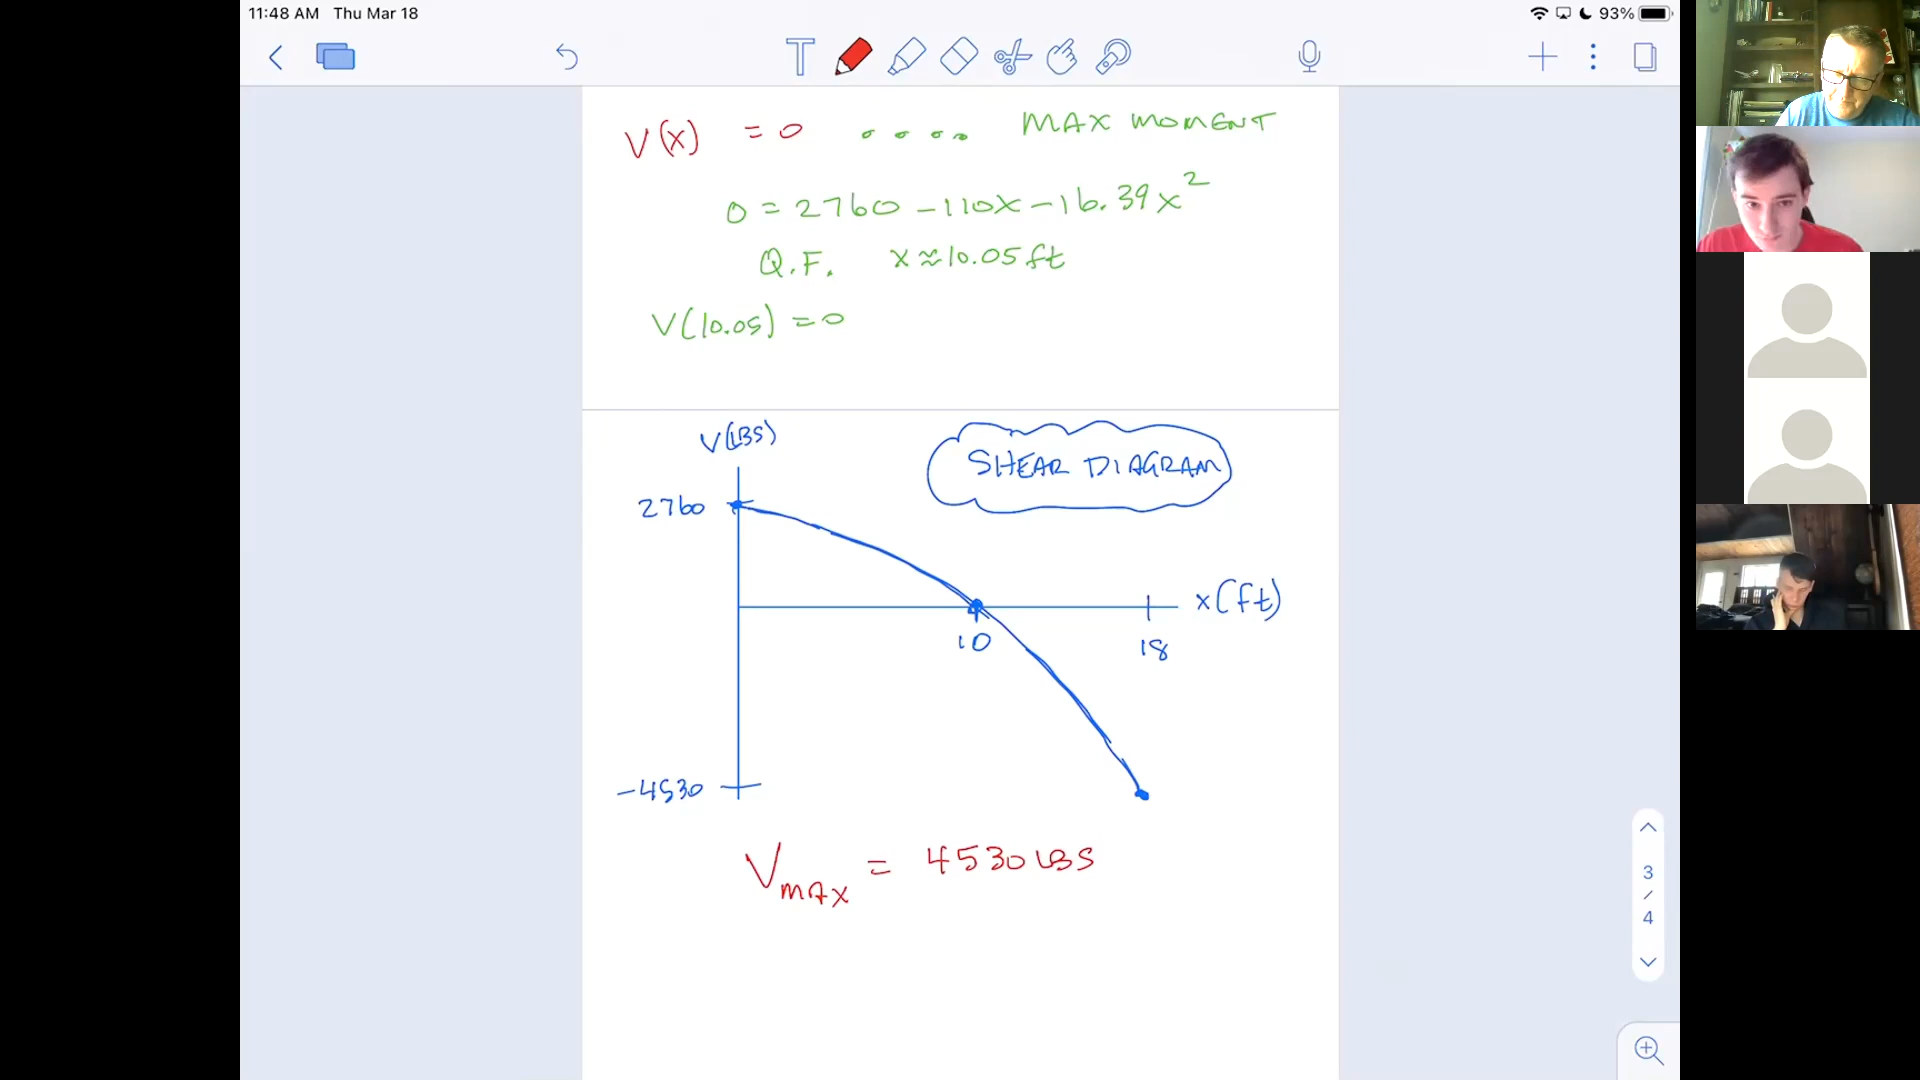 11:48 AM Thu Mar 18
93%
T
V(x) = 0 .... MAX MOMENT
0 = 2760 - 110x - 16.39x²
Q.F. x ≈ 10.05 ft
V(10.05) = 0
V(LBS)
SHEAR DIAGRAM
2760
x(ft)
10
18
-4530
V MAX = 4530 LBS
3
/
4